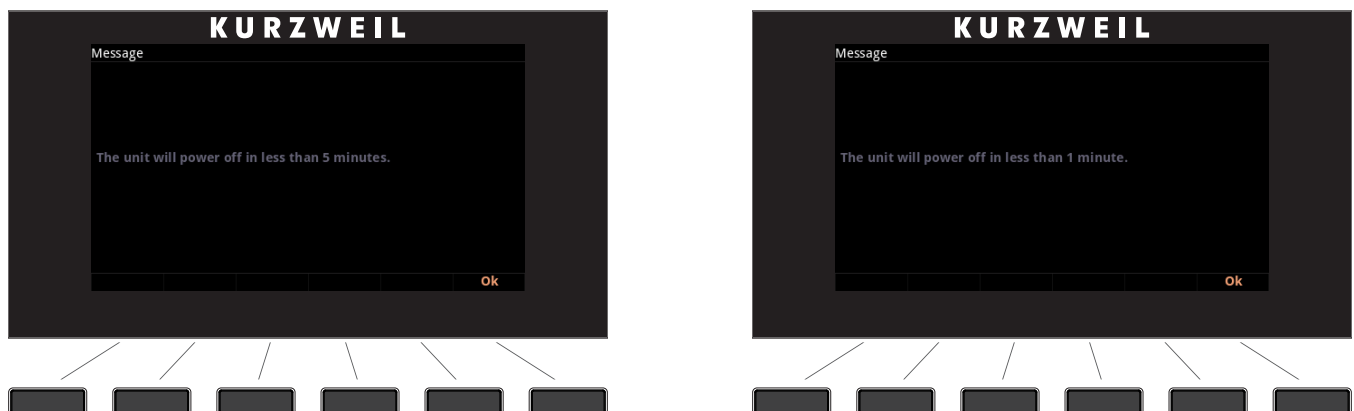 KURZWEIL
Message
The unit will power off in less than 5 minutes.
Ok
KURZWEIL
Message
The unit will power off in less than 1 minute.
Ok